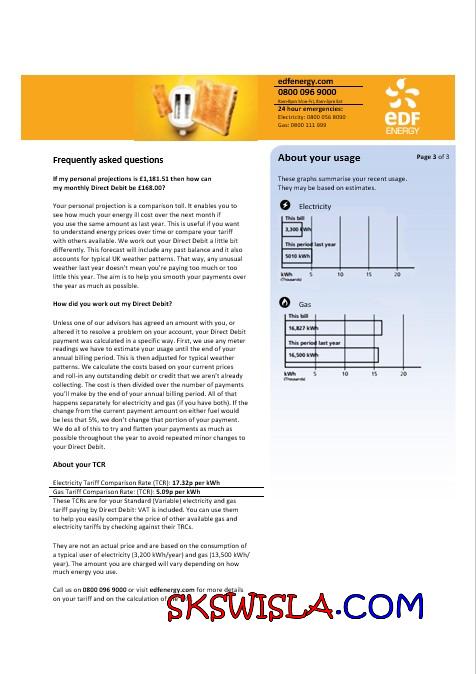 edfenergy.com
0800 096 9000
8am-8pm Mon-Fri, 8am-2pm Sat
24 hour emergencies:
Electricity: 0800 056 8090
Gas: 0800 111 999
eDF
ENERGY
Frequently asked questions
If my personal projections is £1,181.51 then how can
my monthly Direct Debit be £168.00?
Your personal projection is a comparison toll. It enables you to
see how much your energy ill cost over the next month if
you use the same amount as last year. This is useful if you want
to understand energy prices over time or compare your tariff
with others available. We work out your Direct Debit a little bit
differently. This forecast will include any past balance and it also
accounts for typical UK weather patterns. That way, any unusual
weather last year doesn't mean you're paying too much or too
little this year. The aim is to help you smooth your payments over
the year as much as possible.
How did you work out my Direct Debit?
Unless one of our advisors has agreed an amount with you, or
altered it to resolve a problem on your account, your Direct Debit
payment was calculated in a specific way. First, we use any meter
readings we have to estimate your usage until the end of your
annual billing period. This is then adjusted for typical weather
patterns. We calculate the costs based on your current prices
and roll-in any outstanding debit or credit that we aren't already
collecting. The cost is then divided over the number of payments
you'll make by the end of your annual billing period. All of that
happens separately for electricity and gas (if you have both). If the
change from the current payment amount on either fuel would
be less that 5%, we don't change that portion of your payment.
We do all of this to try and flatten your payments as much as
possible throughout the year to avoid repeated minor changes to
your Direct Debit.
About your TCR
Electricity Tariff Comparison Rate (TCR): 17.32p per kWh
Gas Tariff Comparison Rate: (TCR): 5.09p per kWh
These TCRs are for your Standard (Variable) electricity and gas
tariff paying by Direct Debit: VAT is included. You can use them
to help you easily compare the price of other available gas and
electricity tariffs by checking against their TRCs.
They are not an actual price and are based on the consumption of
a typical user of electricity (3,200 kWh/year) and gas (13,500 kWh/
year). The amount you are charged will vary depending on how
much energy you use.
Call us on 0800 096 9000 or visit edfenergy.com for more details
on your tariff and on the calculation of
About your usage
Page 3 of 3
These graphs summarise your recent usage.
They may be based on estimates.
Electricity
This bill
3,300 kWh
This period last year
5010 kWh
kWh 5 10 15 20
(Thousands)
Gas
This bill
16,827 kWh
This period last year
16,500 kWh
kWh 5 10 15 20
(Thousands)
SKSWISLA.COM